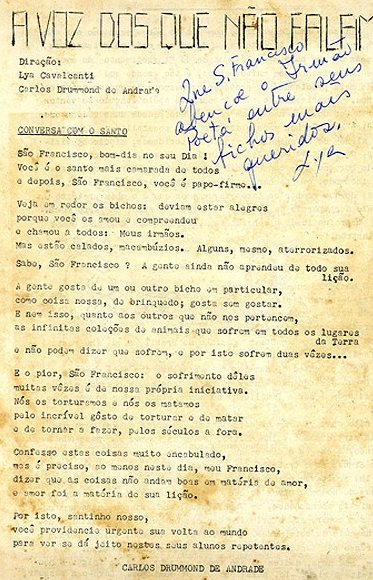 A VOZ DOS QUE NÃO FALAM
Direção:
Lya Cavalcanti
Carlos Drummond de Andrade
Que S. Francisco
abençoe o Irmão
Poeta entre seus
bichos mais
queridos.
Lya
CONVERSA COM O SANTO
São Francisco, bom-dia no seu Dia !
Você é o santo mais camarada de todos
e depois, São Francisco, você é papo-firme...
Veja em redor os bichos: deviam estar alegres
porque você os amou e compreendeu
e chamou a todos: Meus irmãos.
Mas estão calados, macambúzios. Alguns, mesmo, aterrorizados.
Sabe, São Francisco ? A gente ainda não aprendeu de todo sua
lição.
A gente gosta de um ou outro bicho em particular,
como coisa nossa, de brinquedo; gosta sem gostar.
E nem isso, quanto aos outros que não nos pertencem,
as infinitas coleções de animais que sofrem em todos os lugares
da Terra
e não podem dizer que sofrem, e por isto sofrem duas vêzes...
E o pior, São Francisco: o sofrimento dêles
muitas vêzes é de nossa própria iniciativa.
Nós os torturamos e nós os matamos
pelo incrível gôsto de torturar e de matar
e de tornar a fazer, pelos séculos a fora.
Confesso estas coisas muito encabulado,
mas é preciso, ao menos neste dia, meu Francisco,
dizer que as coisas não andam boas em matéria de amor,
e amor foi a matéria de sua lição.
Por isto, santinho nosso,
você providencie urgente sua volta ao mundo
para ver se dá jeito nestes seus alunos repetentes.
CARLOS DRUMMOND DE ANDRADE